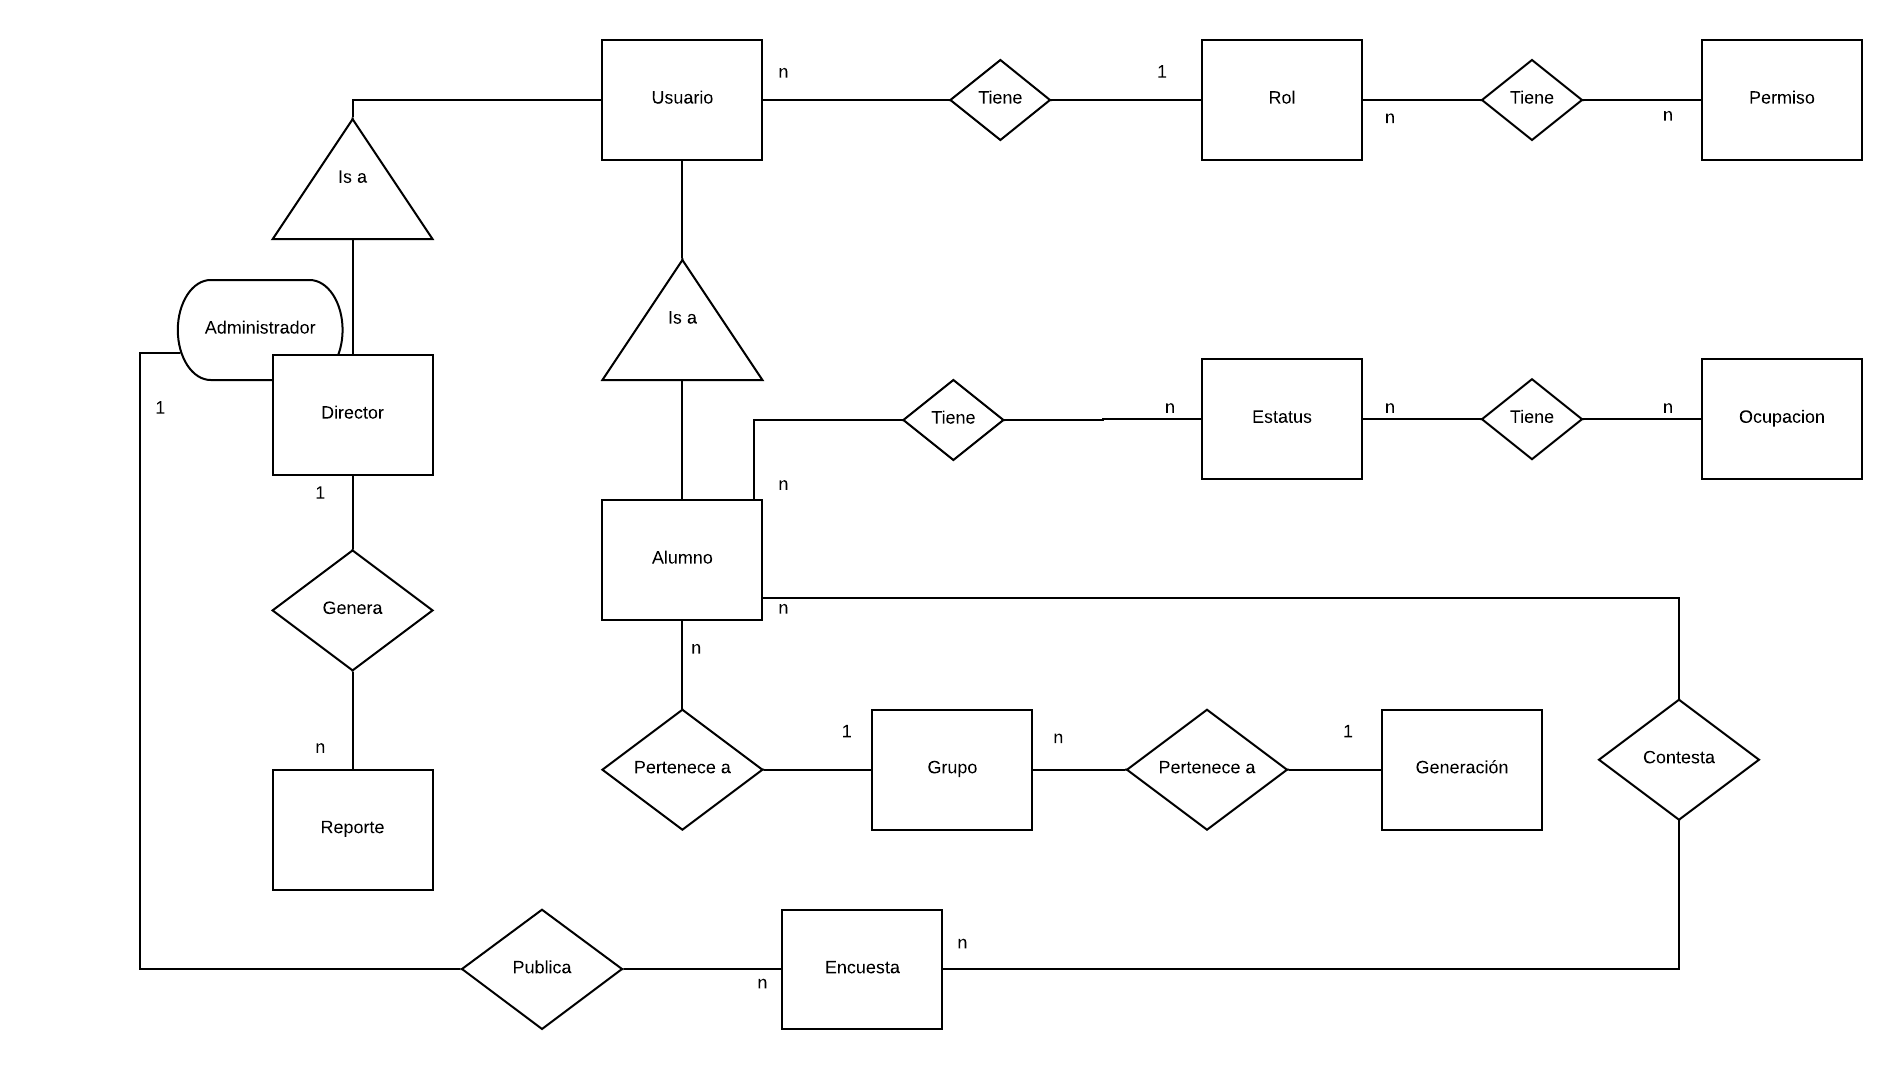 Usuario
n
Tiene
1
Rol
n
Tiene
n
Permiso
Is a
Is a
Administrador
1
Director
1
Tiene
n
Estatus
n
Tiene
n
Ocupacion
n
Alumno
n
n
Genera
n
Reporte
Pertenece a
1
Grupo
n
Pertenece a
1
Generación
Contesta
Publica
n
Encuesta
n